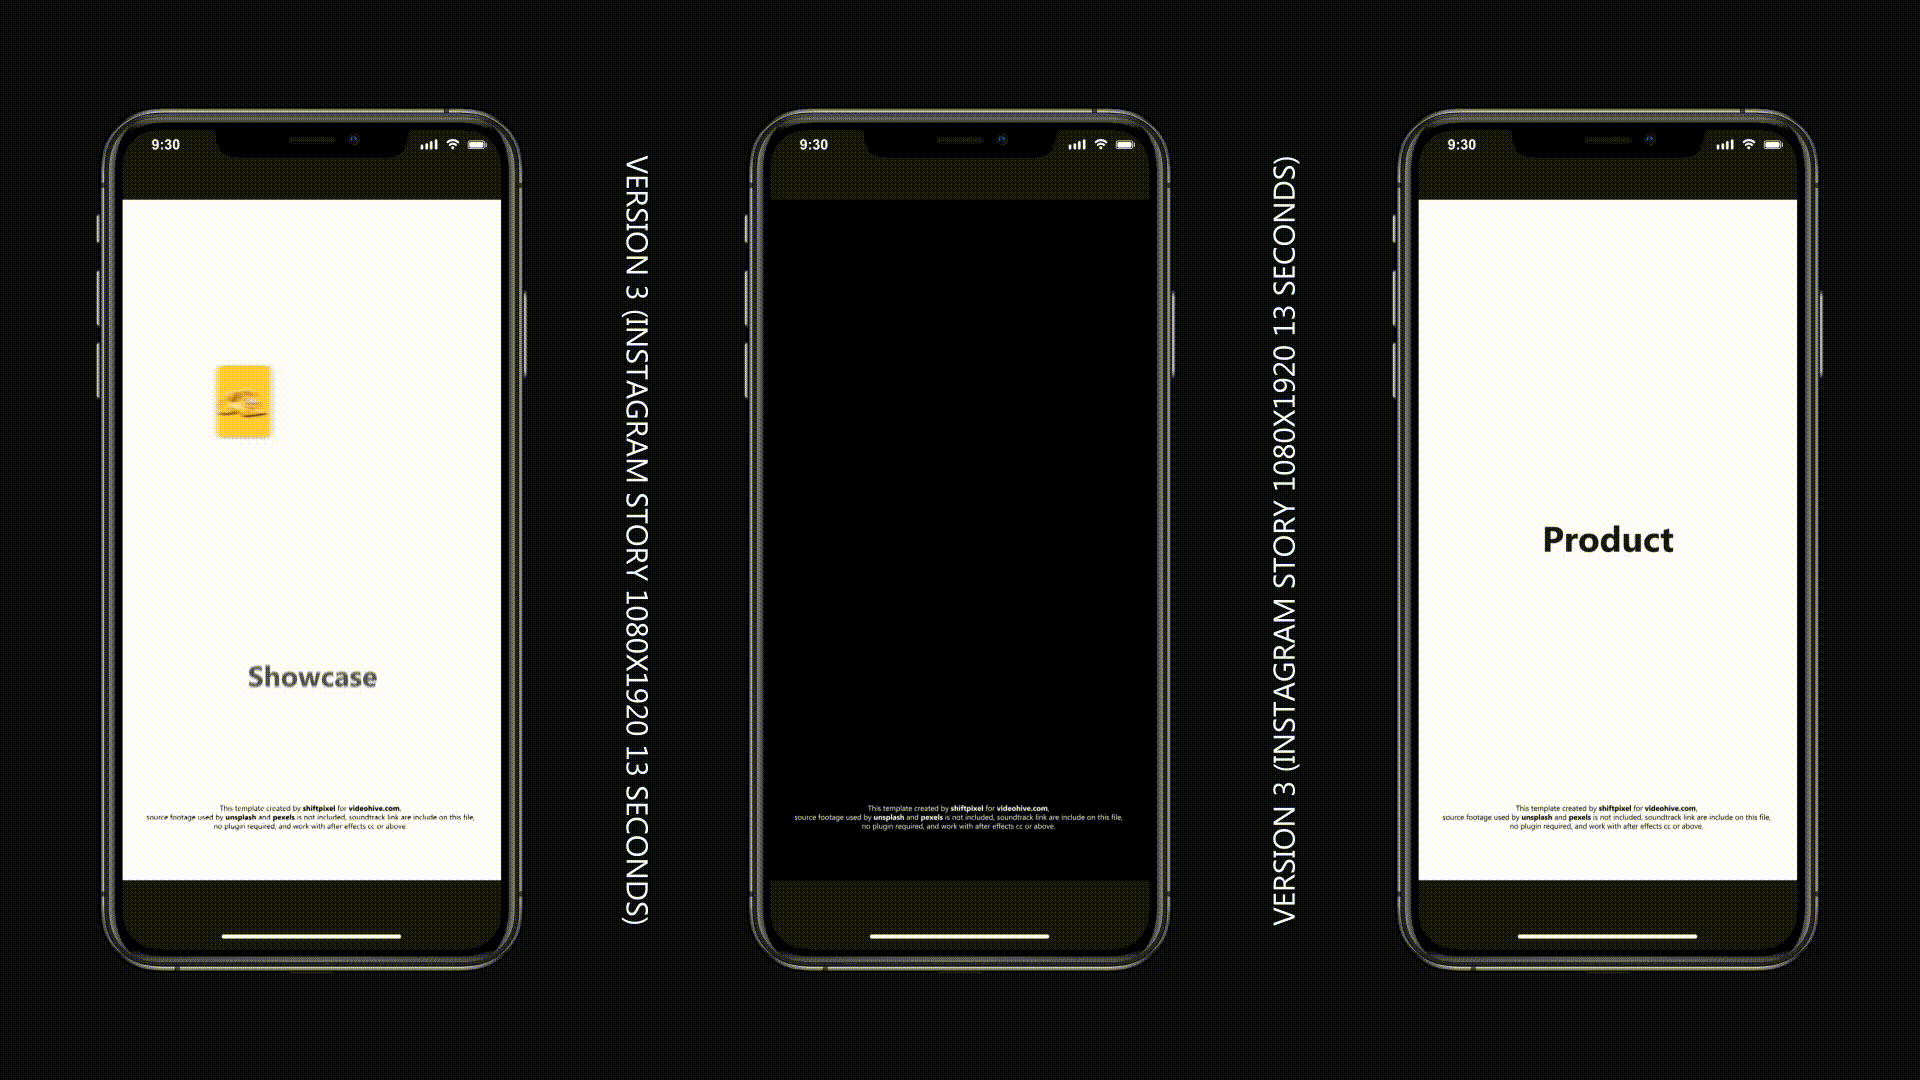 9:30
Showcase
This template created by shiftpixel for videohive.com,
source footage used by unsplash and pexels is not included, soundtrack link are include on this file,
no plugin required, and work with after effects cc or above.
VERSION 3 (INSTAGRAM STORY 1080X1920 13 SECONDS)
9:30
This template created by shiftpixel for videohive.com,
source footage used by unsplash and pexels is not included, soundtrack link are include on this file,
no plugin required, and work with after effects cc or above.
VERSION 3 (INSTAGRAM STORY 1080X1920 13 SECONDS)
9:30
Product
This template created by shiftpixel for videohive.com,
source footage used by unsplash and pexels is not included, soundtrack link are include on this file,
no plugin required, and work with after effects cc or above.